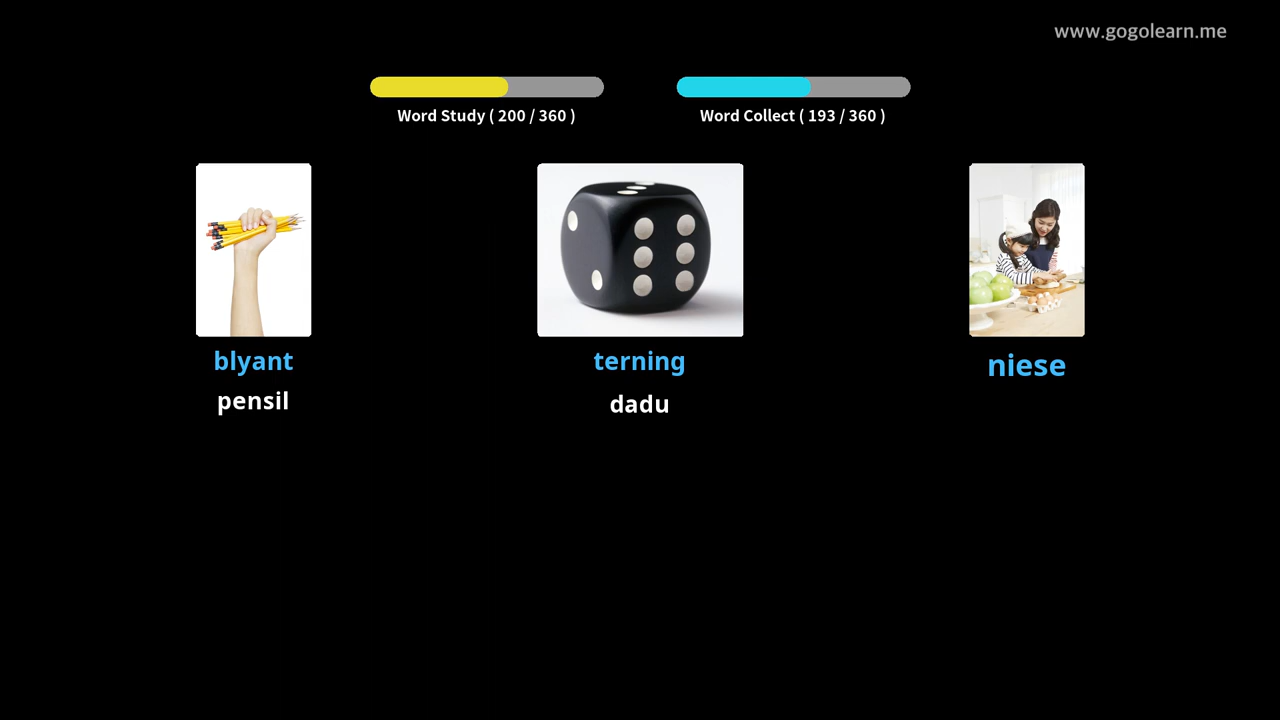 www.gogolearn.me
Word Study ( 200 / 360 )
Word Collect ( 193 / 360 )
blyant
pensil
terning
dadu
niese